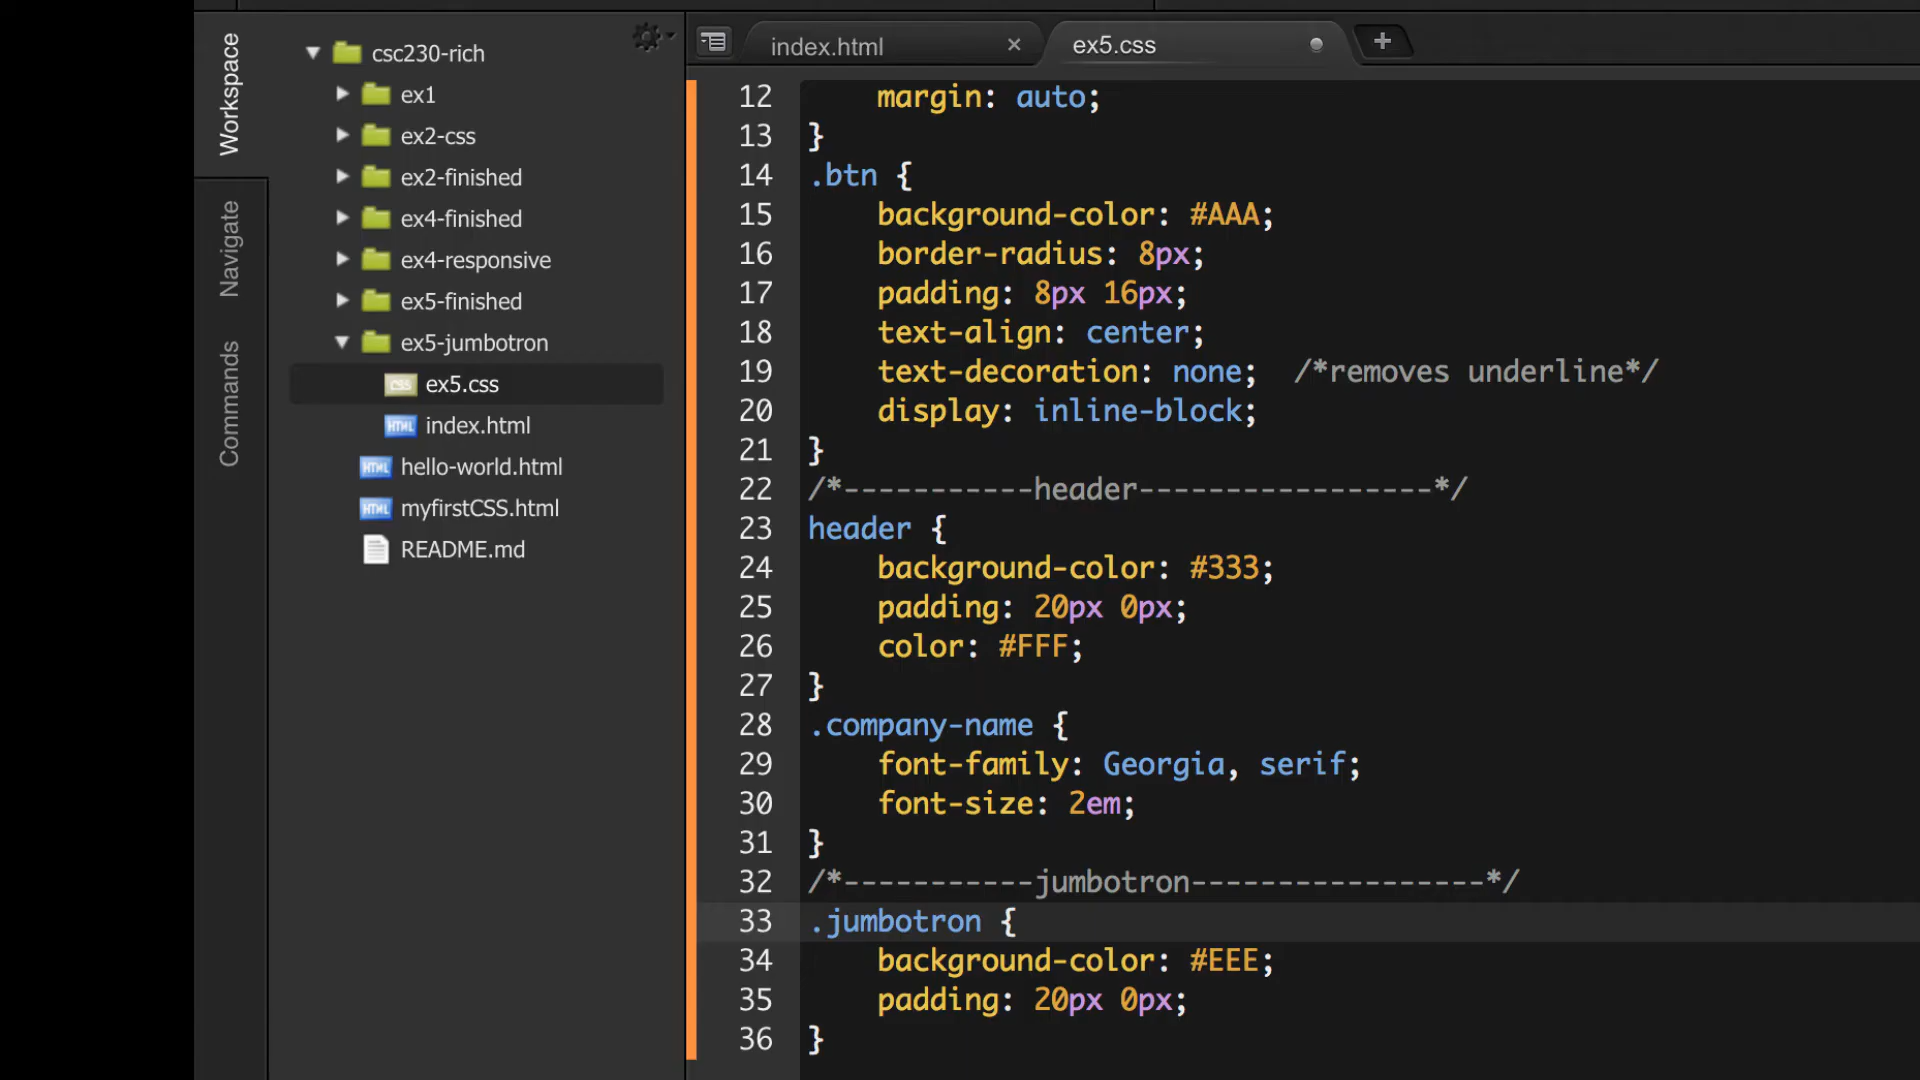 Workspace
Navigate
Commands
csc230-rich
ex1
ex2-css
ex2-finished
ex4-finished
ex4-responsive
ex5-finished
ex5-jumbotron
css ex5.css
HTML index.html
HTML hello-world.html
HTML myfirstCSS.html
README.md
index.html × ex5.css +
12 margin: auto;
13 }
14 .btn {
15 background-color: #AAA;
16 border-radius: 8px;
17 padding: 8px 16px;
18 text-align: center;
19 text-decoration: none; /*removes underline*/
20 display: inline-block;
21 }
22 /*-----------header-----------------*/
23 header {
24 background-color: #333;
25 padding: 20px 0px;
26 color: #FFF;
27 }
28 .company-name {
29 font-family: Georgia, serif;
30 font-size: 2em;
31 }
32 /*-----------jumbotron-----------------*/
33 .jumbotron {
34 background-color: #EEE;
35 padding: 20px 0px;
36 }